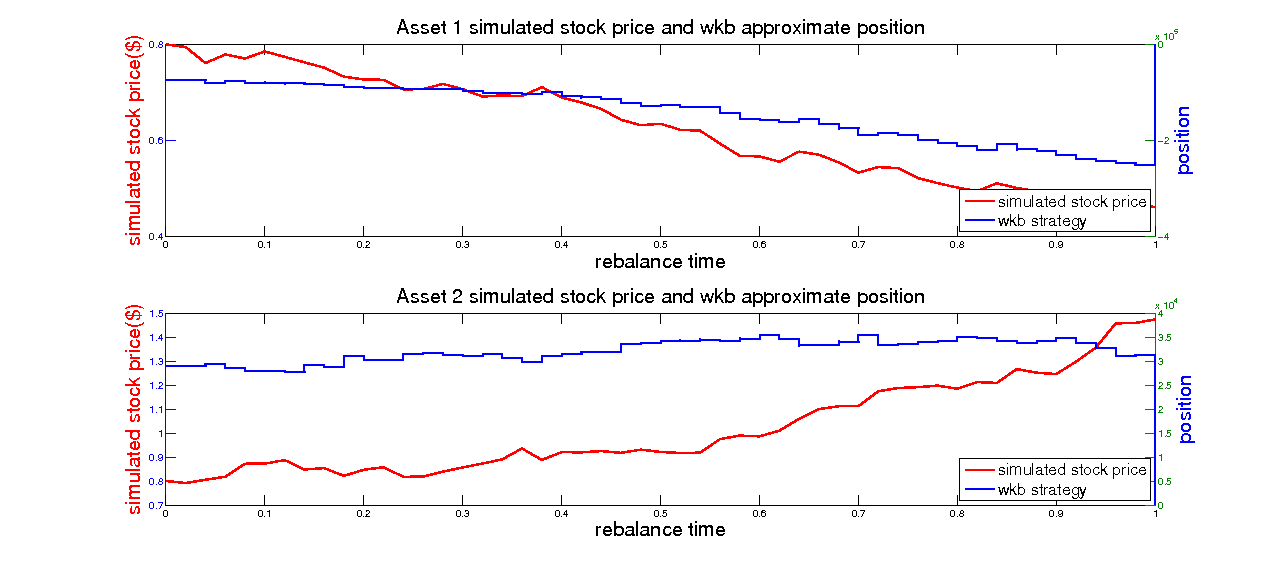 Asset 1 simulated stock price and wkb approximate position
simulated stock price($)
0.8
0.6
0.4
0 0.1 0.2 0.3 0.4 0.5 0.6 0.7 0.8 0.9 1
rebalance time
0
−2
−4
position
simulated stock price
wkb strategy
Asset 2 simulated stock price and wkb approximate position
simulated stock price($)
1.5
1.4
1.3
1.2
1.1
1
0.9
0.8
0.7
0 0.1 0.2 0.3 0.4 0.5 0.6 0.7 0.8 0.9 1
rebalance time
x 10^4
4
3.5
3
2.5
2
1.5
1
0.5
0
position
simulated stock price
wkb strategy